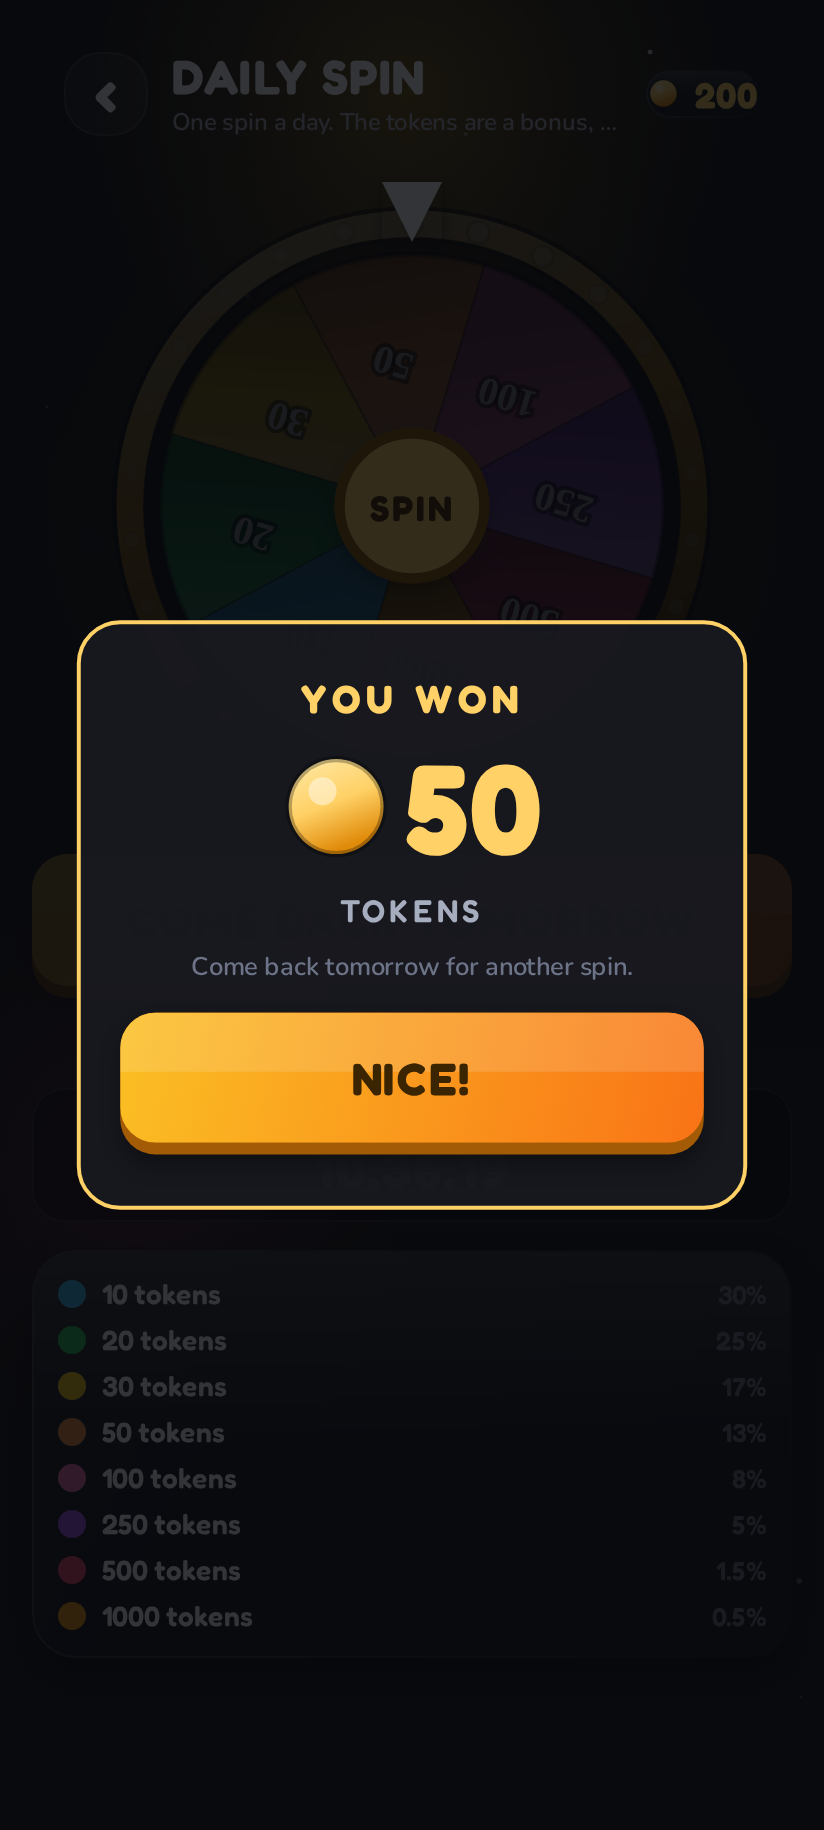 DAILY SPIN
200
One spin a day. The tokens are a bonus, ...
50
100
30
250
20
SPIN
500
YOU WON
50
TOKENS
Come back tomorrow for another spin.
NICE!
10 tokens 30%
20 tokens 25%
30 tokens 17%
50 tokens 13%
100 tokens 8%
250 tokens 5%
500 tokens 1.5%
1000 tokens 0.5%